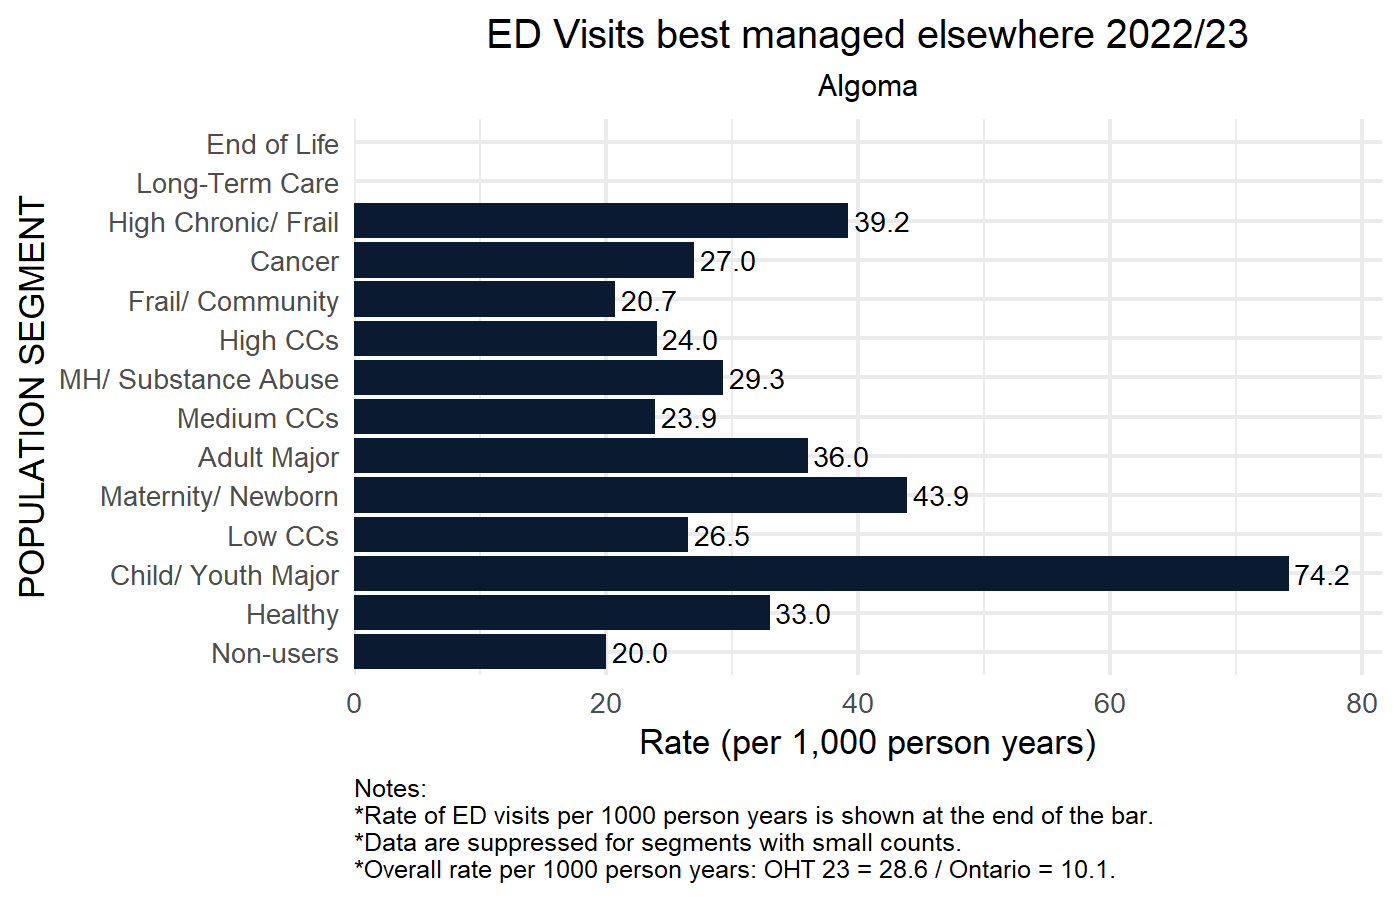 ED Visits best managed elsewhere 2022/23
Algoma
POPULATION SEGMENT
End of Life
Long-Term Care
High Chronic/ Frail 39.2
Cancer 27.0
Frail/ Community 20.7
High CCs 24.0
MH/ Substance Abuse 29.3
Medium CCs 23.9
Adult Major 36.0
Maternity/ Newborn 43.9
Low CCs 26.5
Child/ Youth Major 74.2
Healthy 33.0
Non-users 20.0
0 20 40 60 80
Rate (per 1,000 person years)
Notes:
*Rate of ED visits per 1000 person years is shown at the end of the bar.
*Data are suppressed for segments with small counts.
*Overall rate per 1000 person years: OHT 23 = 28.6 / Ontario = 10.1.